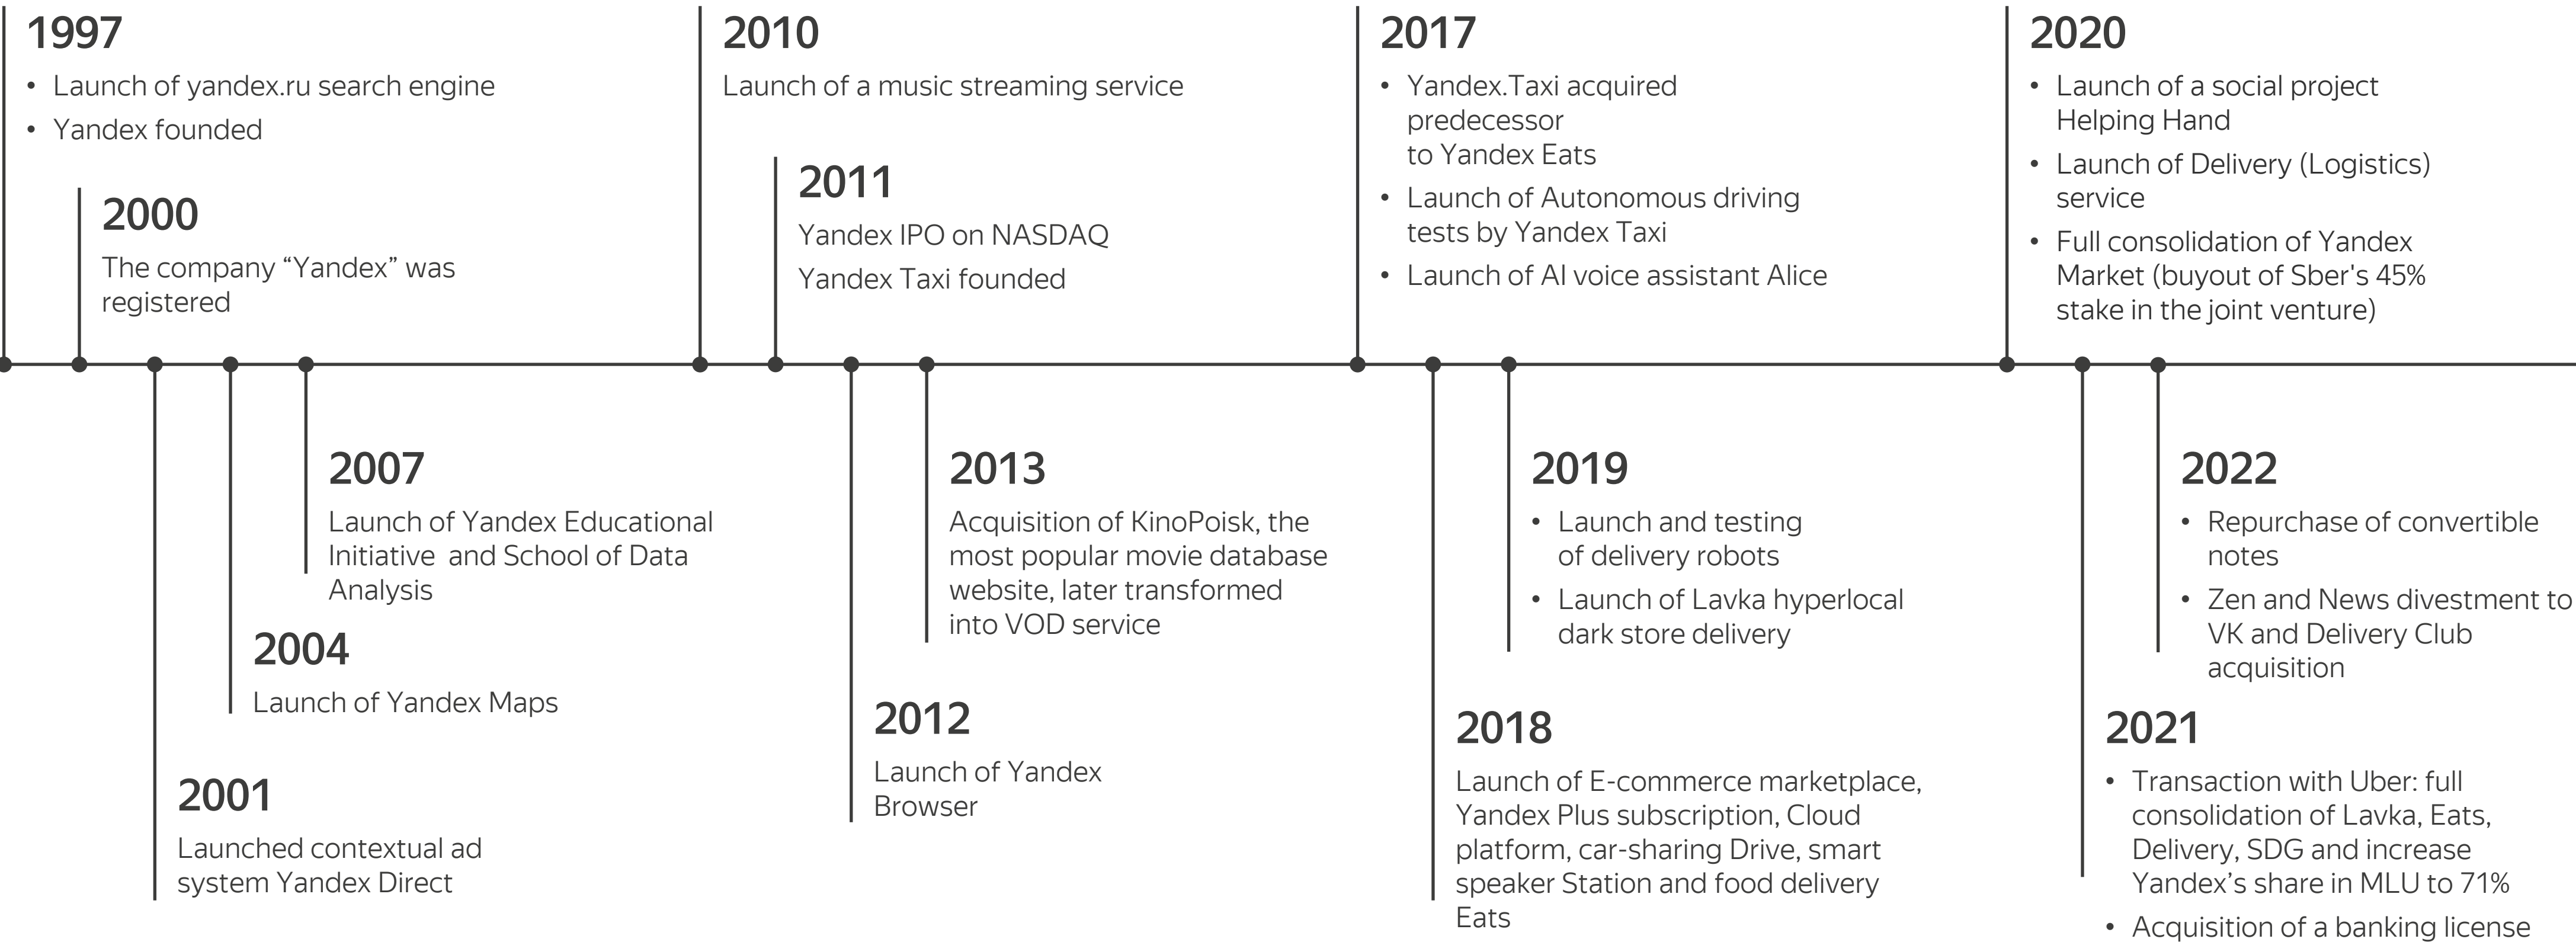 1997
• Launch of yandex.ru search engine
• Yandex founded
2000
The company “Yandex” was
registered
2001
Launched contextual ad
system Yandex Direct
2004
Launch of Yandex Maps
2007
Launch of Yandex Educational
Initiative  and School of Data
Analysis
2010
Launch of a music streaming service
2011
Yandex IPO on NASDAQ
Yandex Taxi founded
2012
Launch of Yandex
Browser
2013
Acquisition of KinoPoisk, the
most popular movie database
website, later transformed
into VOD service
2017
• Yandex.Taxi acquired
predecessor
to Yandex Eats
• Launch of Autonomous driving
tests by Yandex Taxi
• Launch of AI voice assistant Alice
2018
Launch of E-commerce marketplace,
Yandex Plus subscription, Cloud
platform, car-sharing Drive, smart
speaker Station and food delivery
Eats
2019
• Launch and testing
of delivery robots
• Launch of Lavka hyperlocal
dark store delivery
2020
• Launch of a social project
Helping Hand
• Launch of Delivery (Logistics)
service
• Full consolidation of Yandex
Market (buyout of Sber's 45%
stake in the joint venture)
2021
• Transaction with Uber: full
consolidation of Lavka, Eats,
Delivery, SDG and increase
Yandex’s share in MLU to 71%
• Acquisition of a banking license
2022
• Repurchase of convertible
notes
• Zen and News divestment to
VK and Delivery Club
acquisition